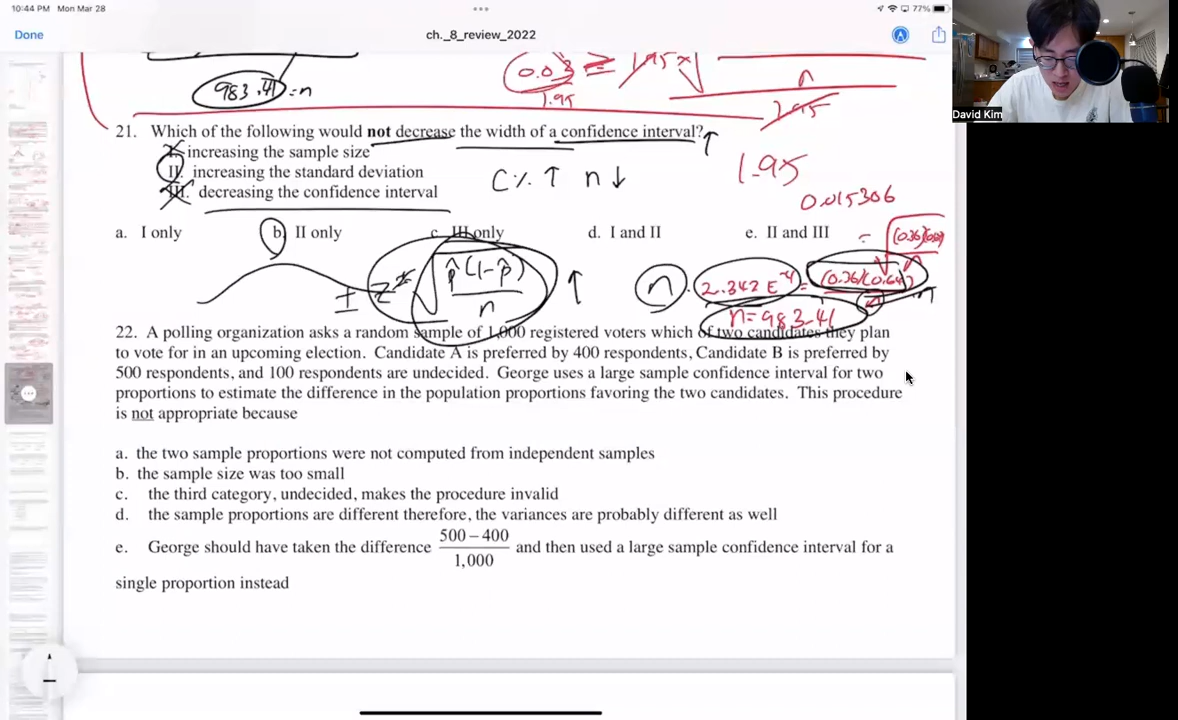 10:44 PM Mon Mar 28
77%
Done
ch._8_review_2022
983.41 = n
0.03 = 1.95 x
1.95
n
1.95
21. Which of the following would not decrease the width of a confidence interval? ↑
I. increasing the sample size
II. increasing the standard deviation
III. decreasing the confidence interval
C% ↑ n ↓
1.95
0.015306
a. I only b. II only c. III only d. I and II e. II and III
± z* √ p̂(1-p̂) / n ↑
n · 2.342 E-4 = (0.36)(0.64)
n = 983.41
22. A polling organization asks a random sample of 1,000 registered voters which of two candidates they plan
to vote for in an upcoming election. Candidate A is preferred by 400 respondents, Candidate B is preferred by
500 respondents, and 100 respondents are undecided. George uses a large sample confidence interval for two
proportions to estimate the difference in the population proportions favoring the two candidates. This procedure
is not appropriate because
a. the two sample proportions were not computed from independent samples
b. the sample size was too small
c. the third category, undecided, makes the procedure invalid
d. the sample proportions are different therefore, the variances are probably different as well
e. George should have taken the difference 500 – 400 / 1,000 and then used a large sample confidence interval for a
single proportion instead
David Kim